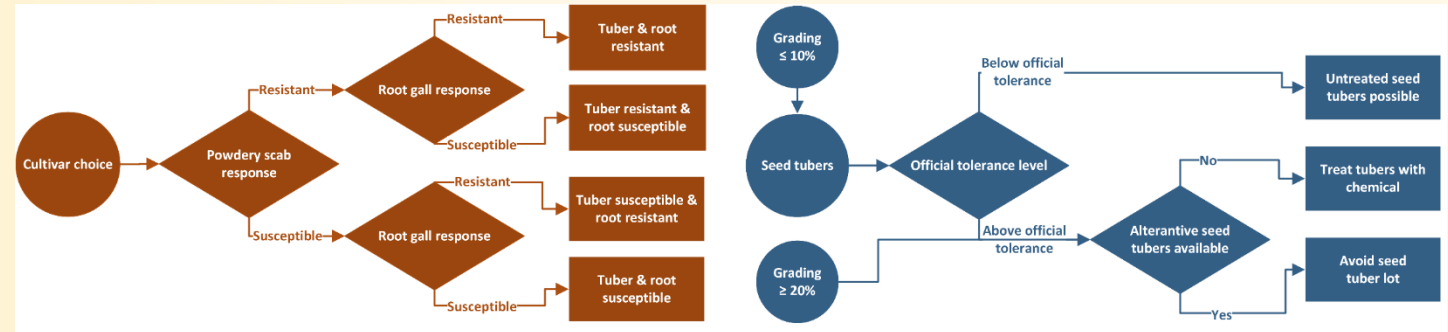 Cultivar choice
Powdery scab
response
Resistant
Susceptible
Root gall response
Resistant
Susceptible
Tuber & root
resistant
Tuber resistant &
root susceptible
Root gall response
Resistant
Susceptible
Tuber susceptible &
root resistant
Tuber & root
susceptible
Grading
≤ 10%
Seed tubers
Grading
≥ 20%
Official tolerance level
Below official
tolerance
Above official
tolerance
Untreated seed
tubers possible
Alterantive seed
tubers available
No
Yes
Treat tubers with
chemical
Avoid seed
tuber lot